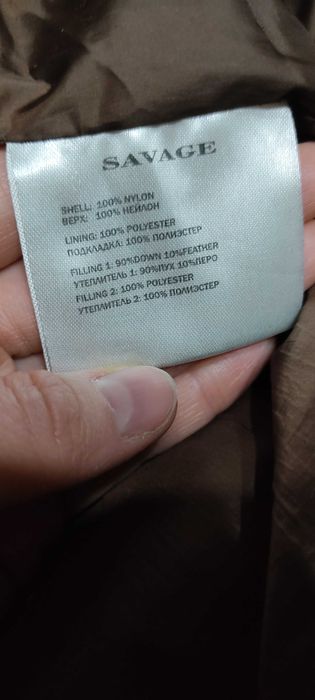 SAVAGE
SHELL: 100% NYLON
ВЕРХ: 100% НЕЙЛОН
LINING: 100% POLYESTER
ПОДКЛАДКА: 100% ПОЛИЭСТЕР
FILLING 1: 90%DOWN 10%FEATHER
УТЕПЛИТЕЛЬ 1: 90%ПУХ 10%ПЕРО
FILLING 2: 100% POLYESTER
УТЕПЛИТЕЛЬ 2: 100% ПОЛИЭСТЕР